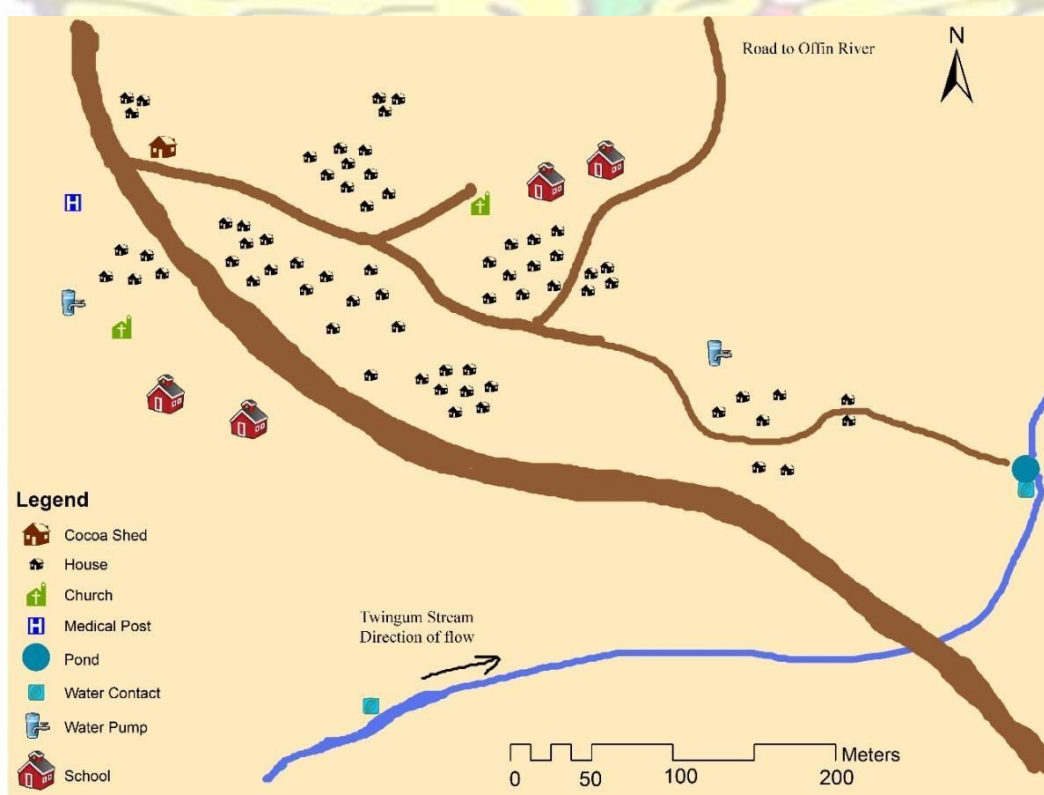 Road to Offin River
N
Legend
Cocoa Shed
House
Church
H Medical Post
Pond
Water Contact
Water Pump
School
Twingum Stream
Direction of flow
Meters
0 50 100 200